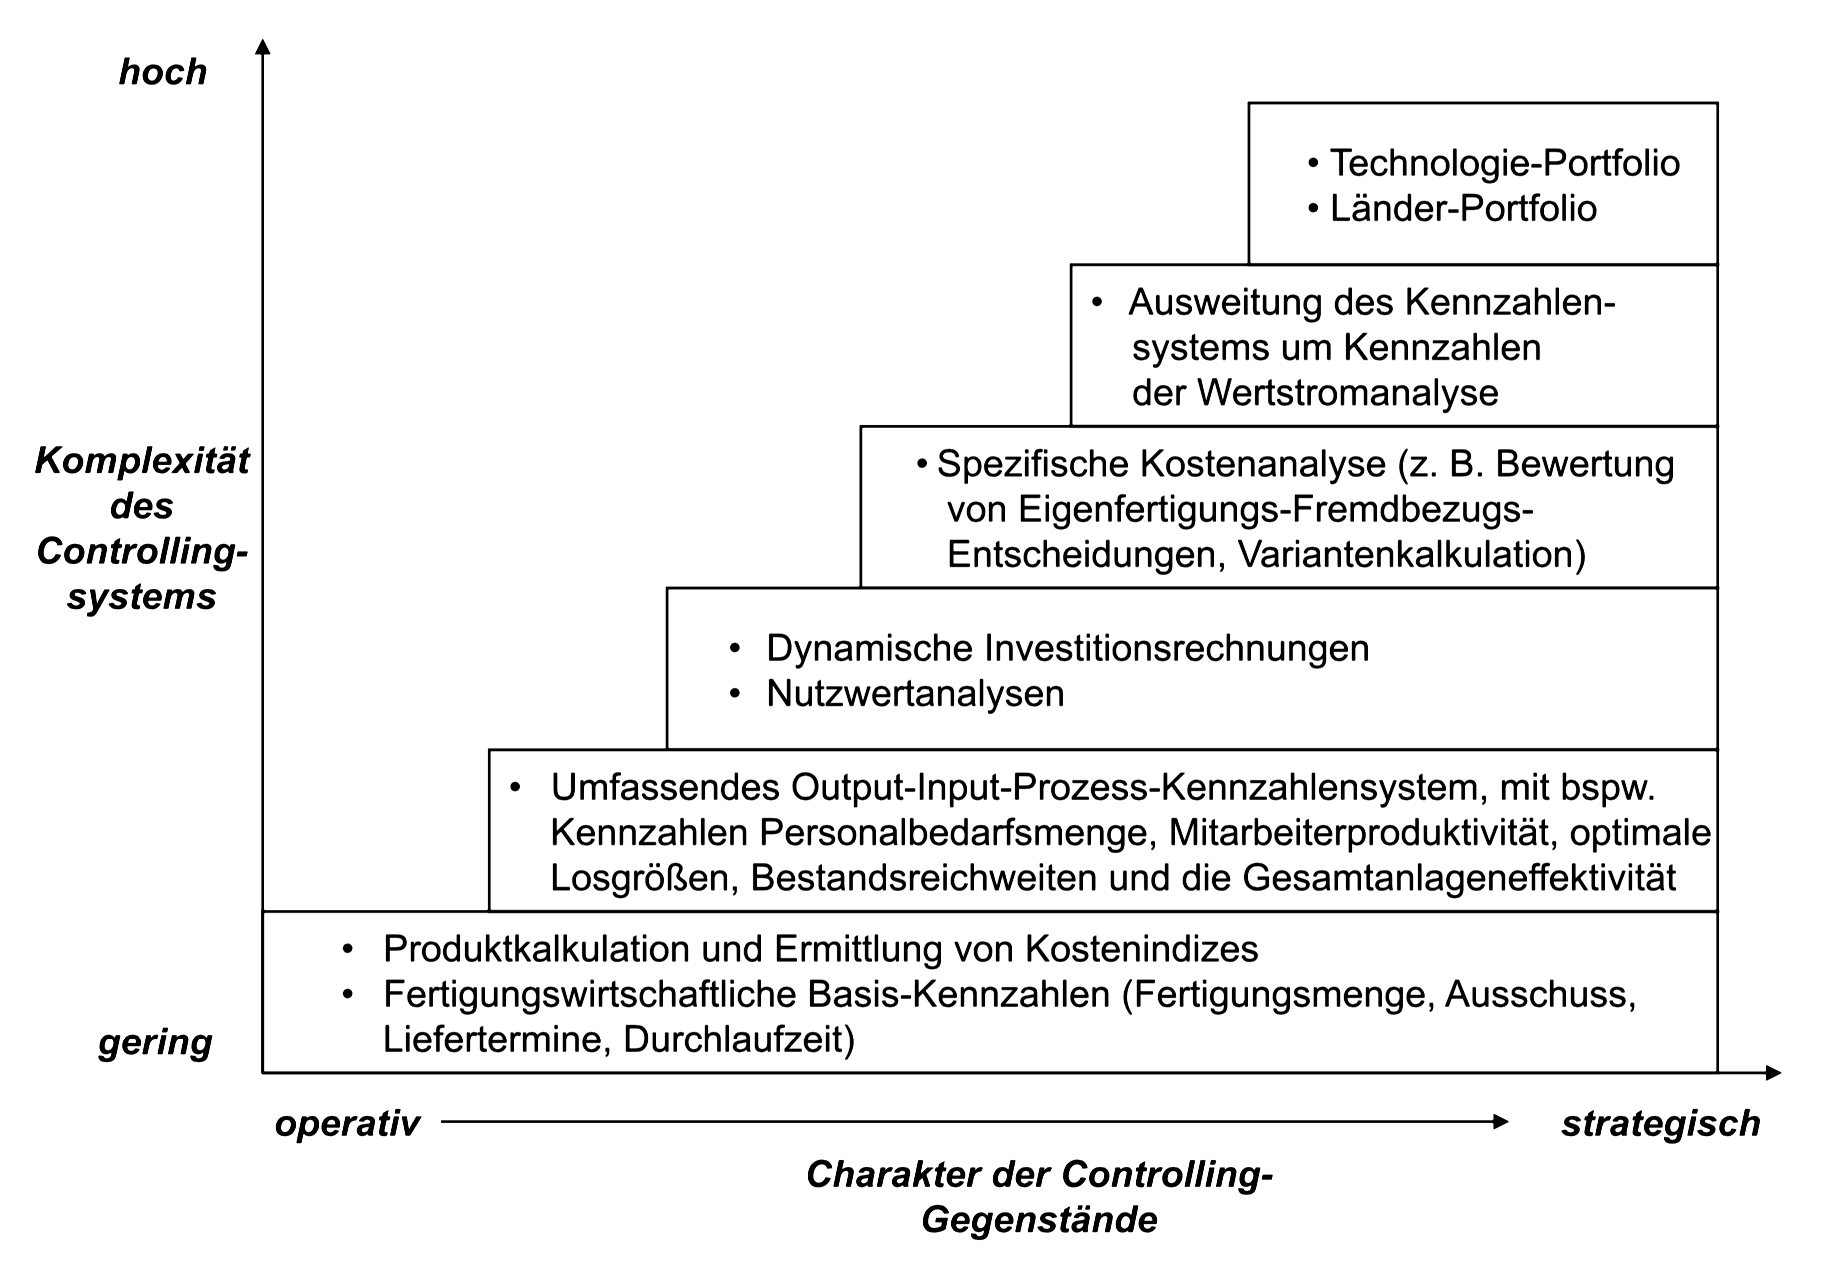 hoch
• Technologie-Portfolio
• Länder-Portfolio
• Ausweitung des Kennzahlen-
systems um Kennzahlen
der Wertstromanalyse
Komplexität
des
Controlling-
systems
• Spezifische Kostenanalyse (z. B. Bewertung
von Eigenfertigungs-Fremdbezugs-
Entscheidungen, Variantenkalkulation)
• Dynamische Investitionsrechnungen
• Nutzwertanalysen
• Umfassendes Output-Input-Prozess-Kennzahlensystem, mit bspw.
Kennzahlen Personalbedarfsmenge, Mitarbeiterproduktivität, optimale
Losgrößen, Bestandsreichweiten und die Gesamtanlageneffektivität
• Produktkalkulation und Ermittlung von Kostenindizes
• Fertigungswirtschaftliche Basis-Kennzahlen (Fertigungsmenge, Ausschuss,
Liefertermine, Durchlaufzeit)
gering
operativ
strategisch
Charakter der Controlling-
Gegenstände